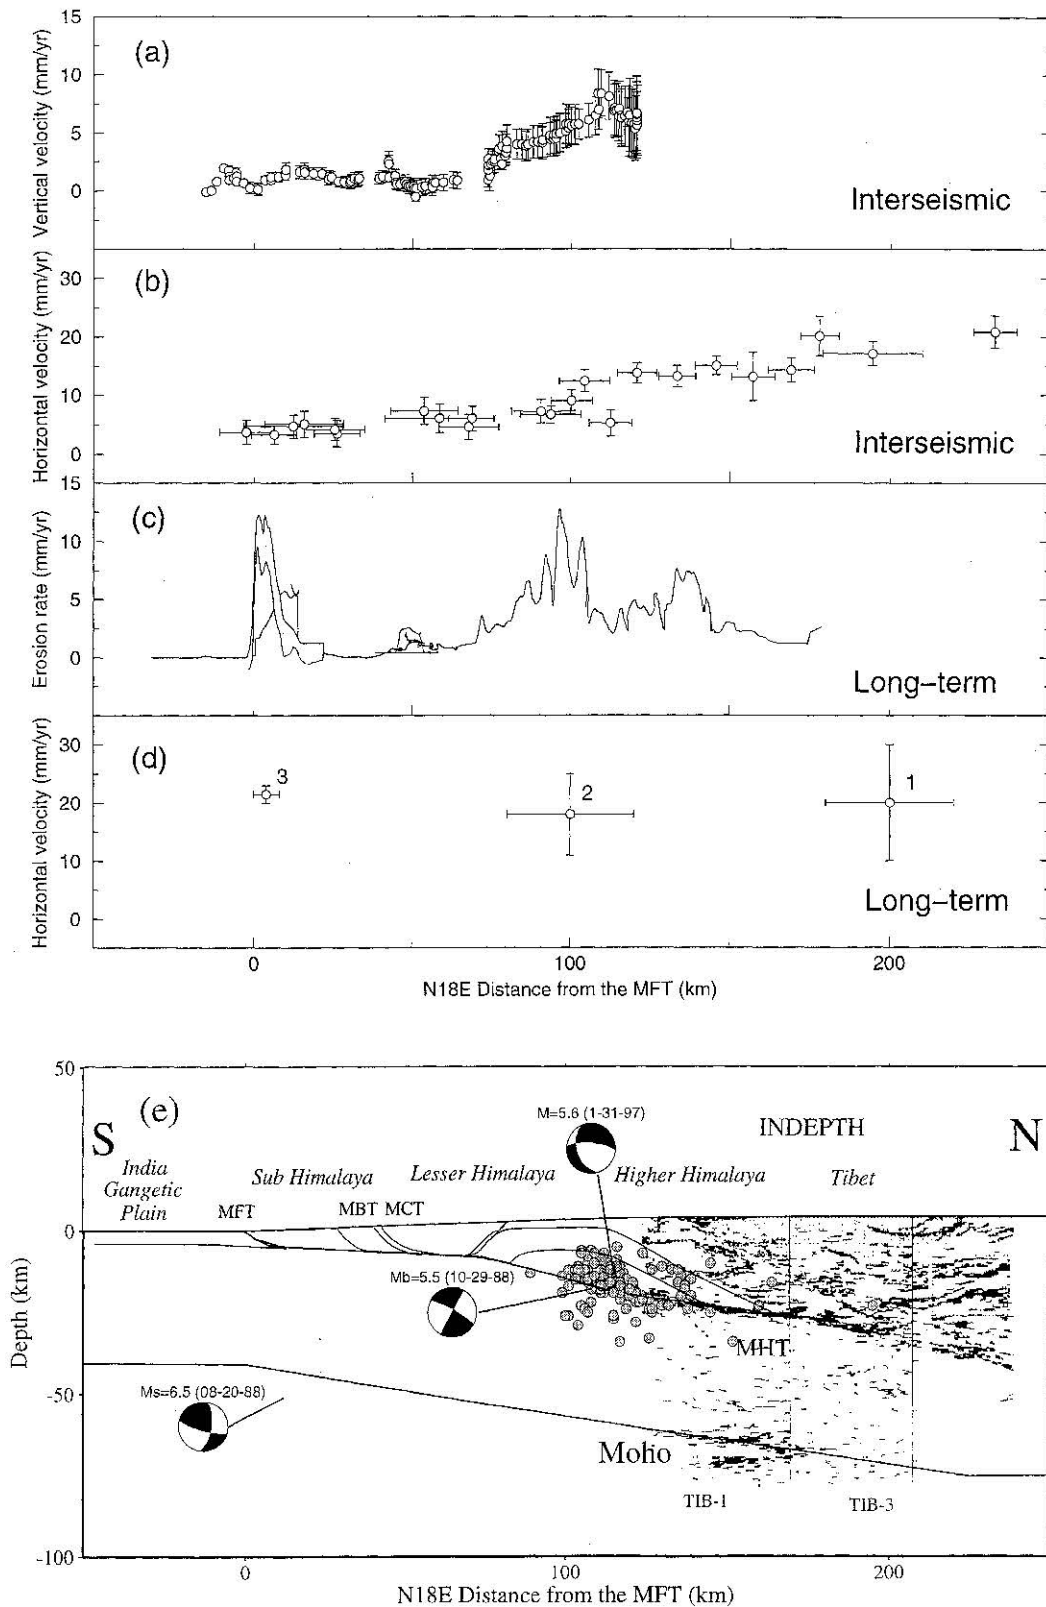 15
10
5
0
Vertical velocity (mm/yr)
(a)
Interseismic
30
20
10
0
Horizontal velocity (mm/yr)
(b)
Interseismic
15
10
5
0
Erosion rate (mm/yr)
(c)
Long-term
30
20
10
0
Horizontal velocity (mm/yr)
(d)
3
2
1
Long-term
0 100 200
N18E Distance from the MFT (km)
50
0
-50
-100
Depth (km)
(e)
S
N
M=5.6 (1-31-97)
INDEPTH
India
Gangetic
Plain
Sub Himalaya
Lesser Himalaya
Higher Himalaya
Tibet
MFT
MBT MCT
Mb=5.5 (10-29-88)
MHT
Ms=6.5 (08-20-88)
Moho
TIB-1
TIB-3
0 100 200
N18E Distance from the MFT (km)